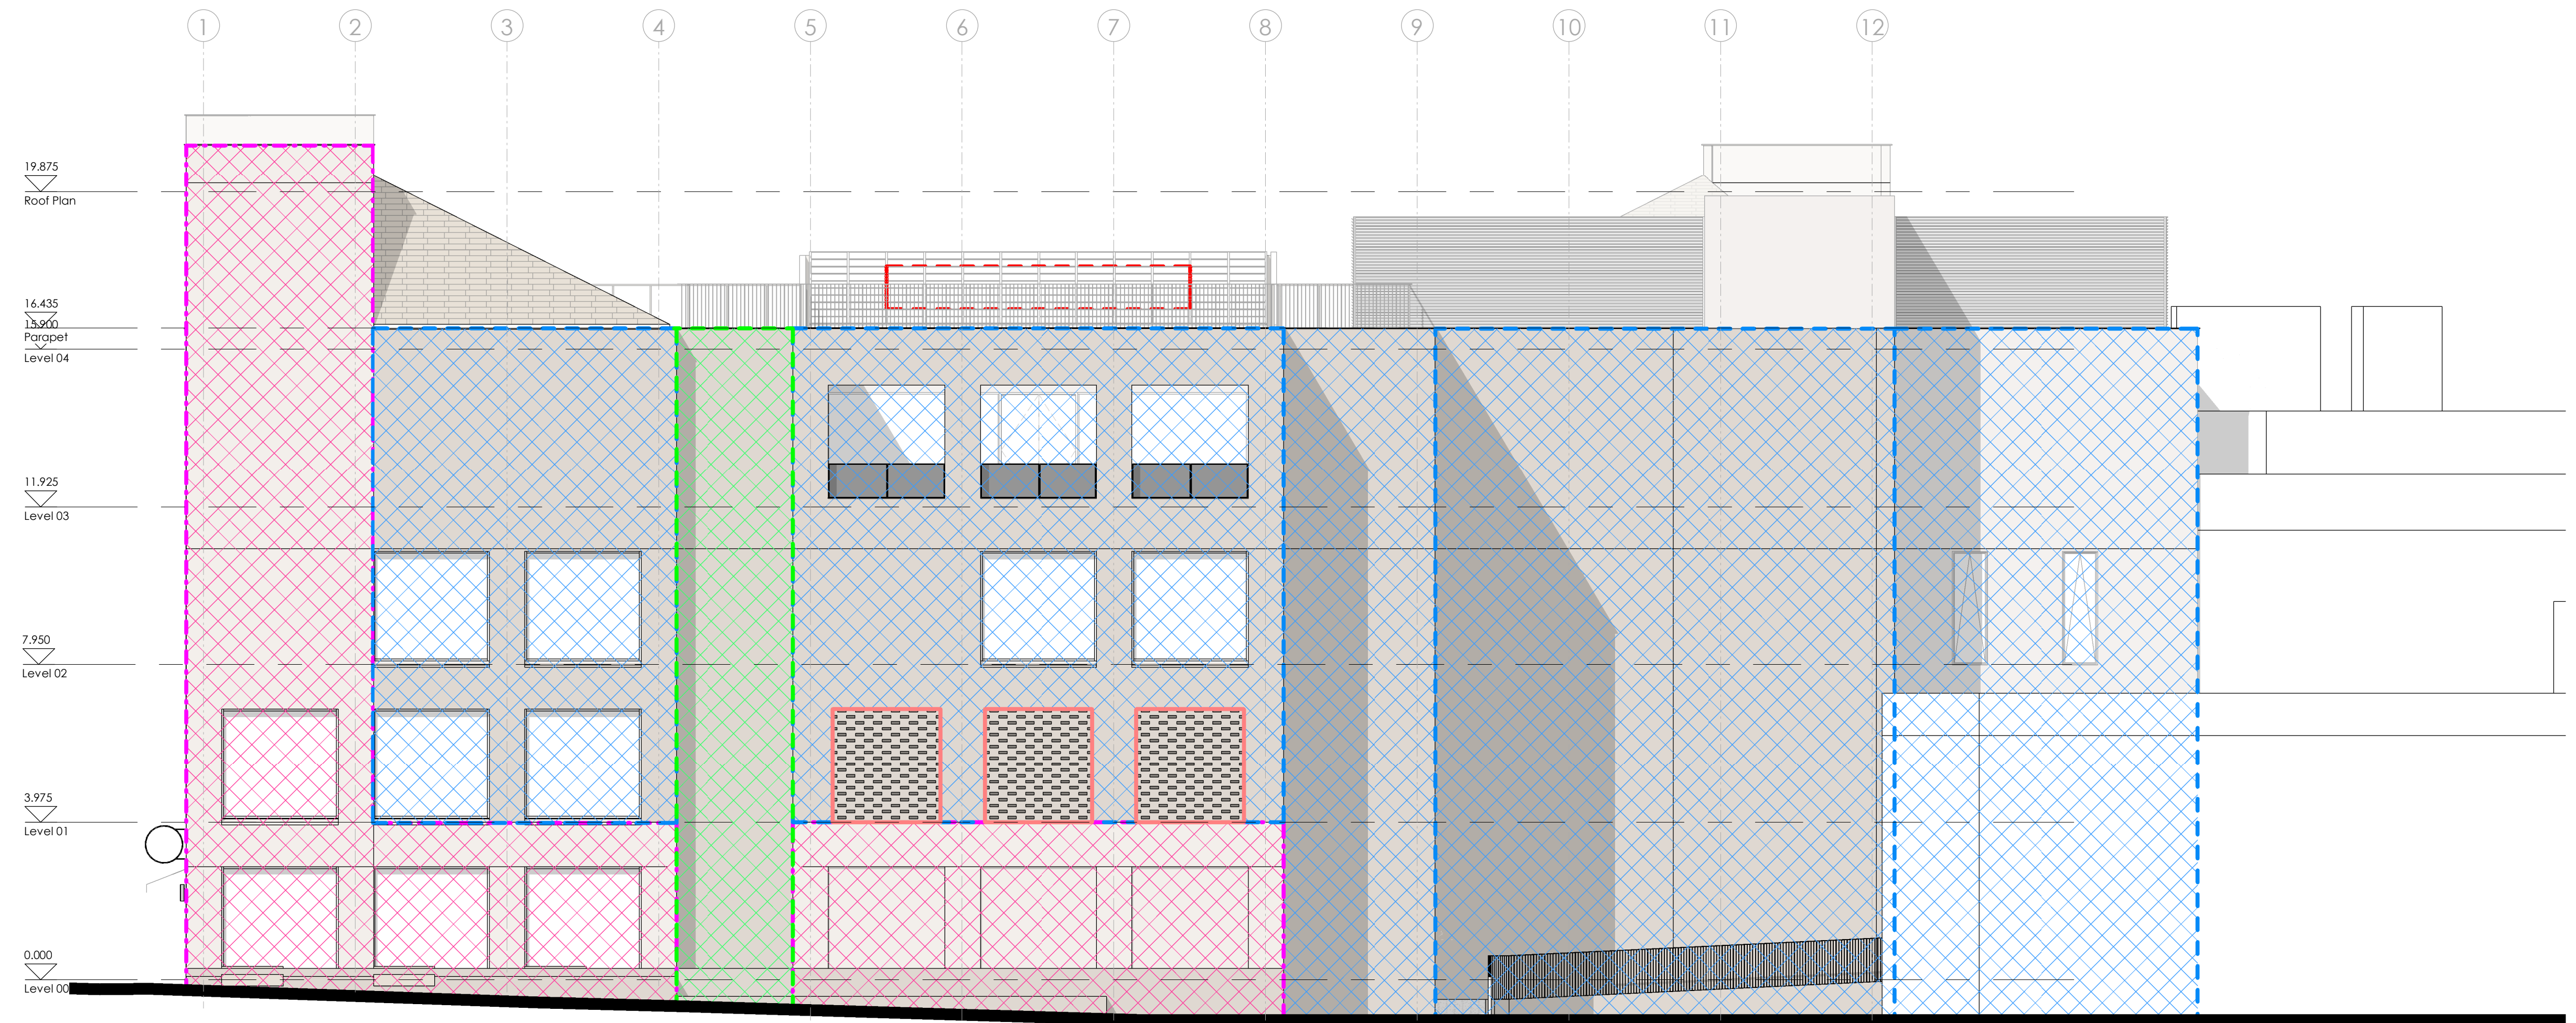 1 2 3 4 5 6 7 8 9 10 11 12
19.875
Roof Plan
16.435
15.900
Parapet
Level 04
11.925
Level 03
7.950
Level 02
3.975
Level 01
0.000
Level 00